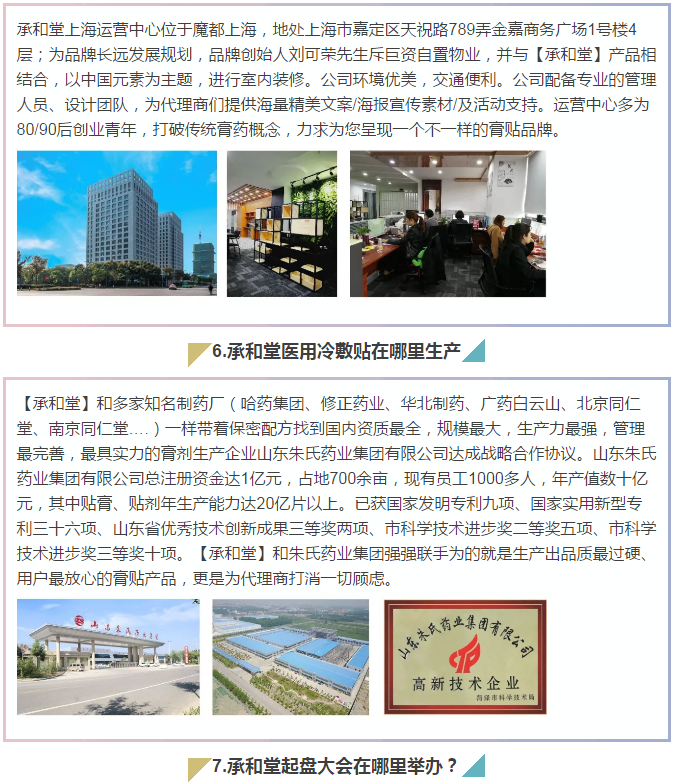 承和堂上海运营中心位于魔都上海，地处上海市嘉定区天祝路789弄金嘉商务广场1号楼4
层；为品牌长远发展规划，品牌创始人刘可荣先生斥巨资自置物业，并与【承和堂】产品相
结合，以中国元素为主题，进行室内装修。公司环境优美，交通便利。公司配备专业的管理
人员、设计团队，为代理商们提供海量精美文案/海报宣传素材/及活动支持。运营中心多为
80/90后创业青年，打破传统膏药概念，力求为您呈现一个不一样的膏贴品牌。
6.承和堂医用冷敷贴在哪里生产
【承和堂】和多家知名制药厂（哈药集团、修正药业、华北制药、广药白云山、北京同仁
堂、南京同仁堂....）一样带着保密配方找到国内资质最全，规模最大，生产力最强，管理
最完善，最具实力的膏剂生产企业山东朱氏药业集团有限公司达成战略合作协议。山东朱氏
药业集团有限公司总注册资金达1亿元，占地700余亩，现有员工1000多人，年产值数十亿
元，其中贴膏、贴剂年生产能力达20亿片以上。已获国家发明专利九项、国家实用新型专
利三十六项、山东省优秀技术创新成果三等奖两项、市科学技术进步奖二等奖五项、市科学
技术进步奖三等奖十项。【承和堂】和朱氏药业集团强强联手为的就是生产出品质最过硬、
用户最放心的膏贴产品，更是为代理商打消一切顾虑。
山东朱氏药业集团
山东朱氏药业集团有限公司
高新技术企业
菏泽市科学技术局
7.承和堂起盘大会在哪里举办？